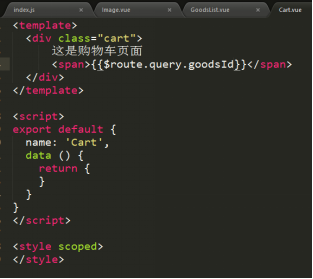 index.js
Image.vue
GoodsList.vue
Cart.vue
<template>
<div class="cart">
这是购物车页面
<span>{{$route.query.goodsId}}</span>
</div>
</template>
<script>
export default {
name: 'Cart',
data () {
return {
}
}
}
</script>
<style scoped>
</style>